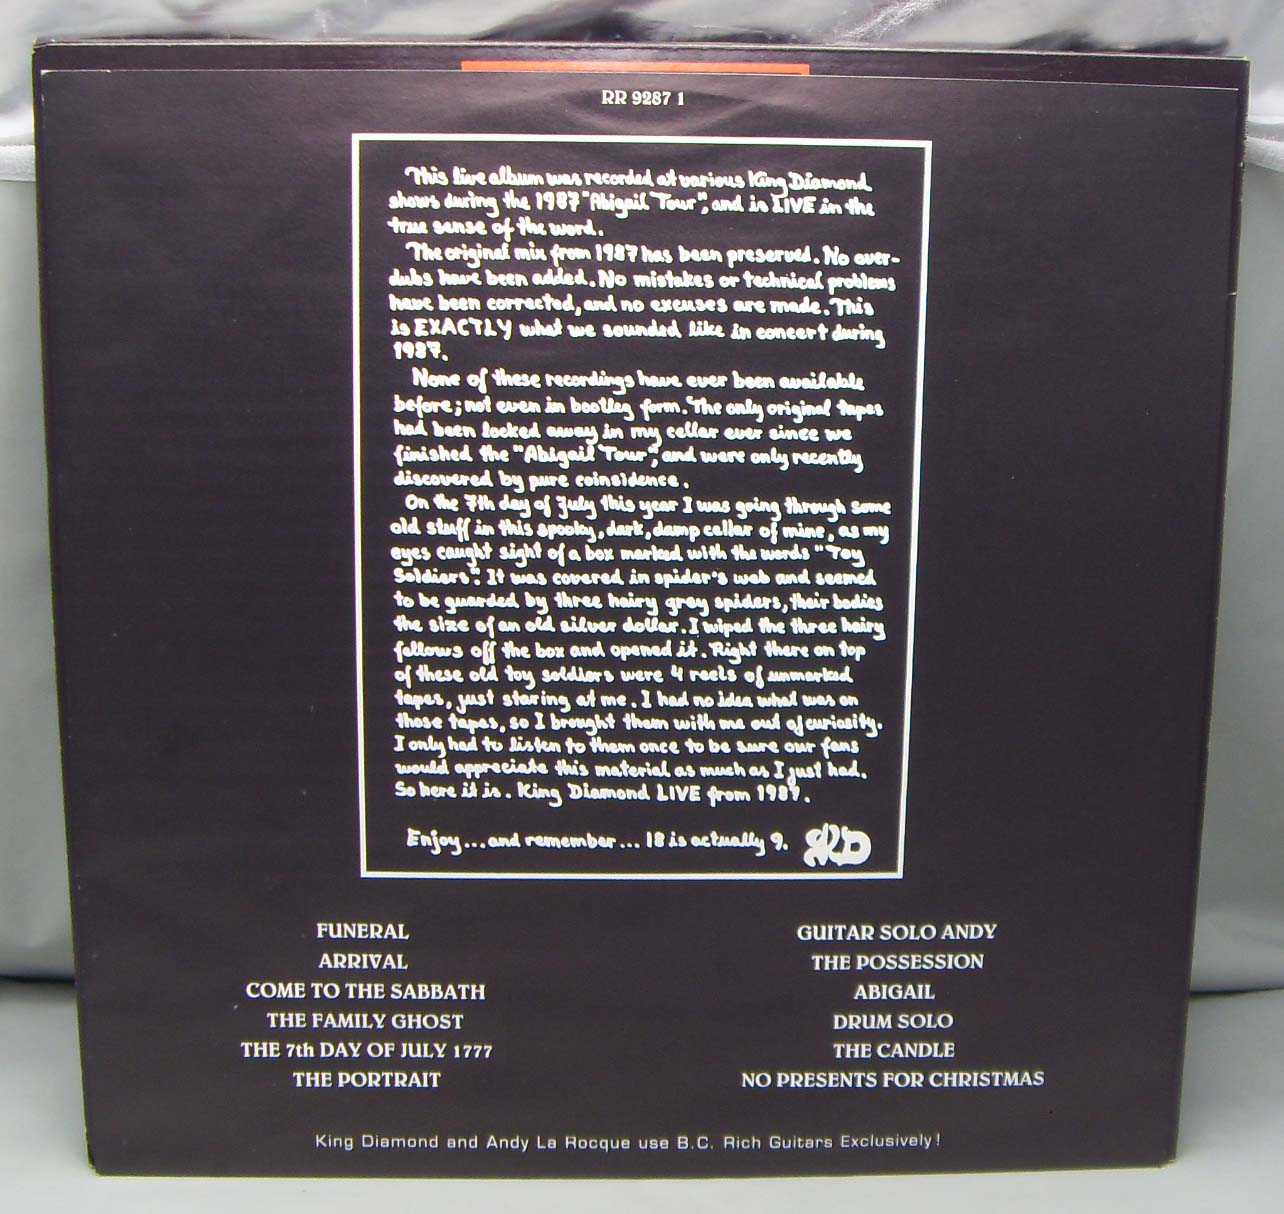 RR 9287 1
This live album was recorded at various King Diamond
shows during the 1987 "Abigail Tour", and is LIVE in the
true sense of the word.
The original mix from 1987 has been preserved. No over-
dubs have been added. No mistakes or technical problems
have been corrected, and no excuses are made. This
is EXACTLY what we sounded like in concert during
1987.
None of these recordings have ever been available
before; not even in bootleg form. The only original tapes
had been locked away in my cellar ever since we
finished the "Abigail Tour", and were only recently
discovered by pure coinsidence.
On the 7th day of July this year I was going through some
old stuff in this spooky, dark, damp cellar of mine, as my
eyes caught sight of a box marked with the words "Toy
Soldiers". It was covered in spider's web and seemed
to be guarded by three hairy grey spiders, their bodies
the size of an old silver dollar. I wiped the three hairy
fellows off the box and opened it. Right there on top
of these old toy soldiers were 4 reels of unmarked
tapes, just staring at me. I had no idea what was on
those tapes, so I brought them with me out of curiosity.
I only had to listen to them once to be sure our fans
would appreciate this material as much as I just had.
So here it is. King Diamond LIVE from 1987.
Enjoy... and remember... 18 is actually 9. KD
FUNERAL
ARRIVAL
COME TO THE SABBATH
THE FAMILY GHOST
THE 7th DAY OF JULY 1777
THE PORTRAIT
GUITAR SOLO ANDY
THE POSSESSION
ABIGAIL
DRUM SOLO
THE CANDLE
NO PRESENTS FOR CHRISTMAS
King Diamond and Andy La Rocque use B.C. Rich Guitars Exclusively!